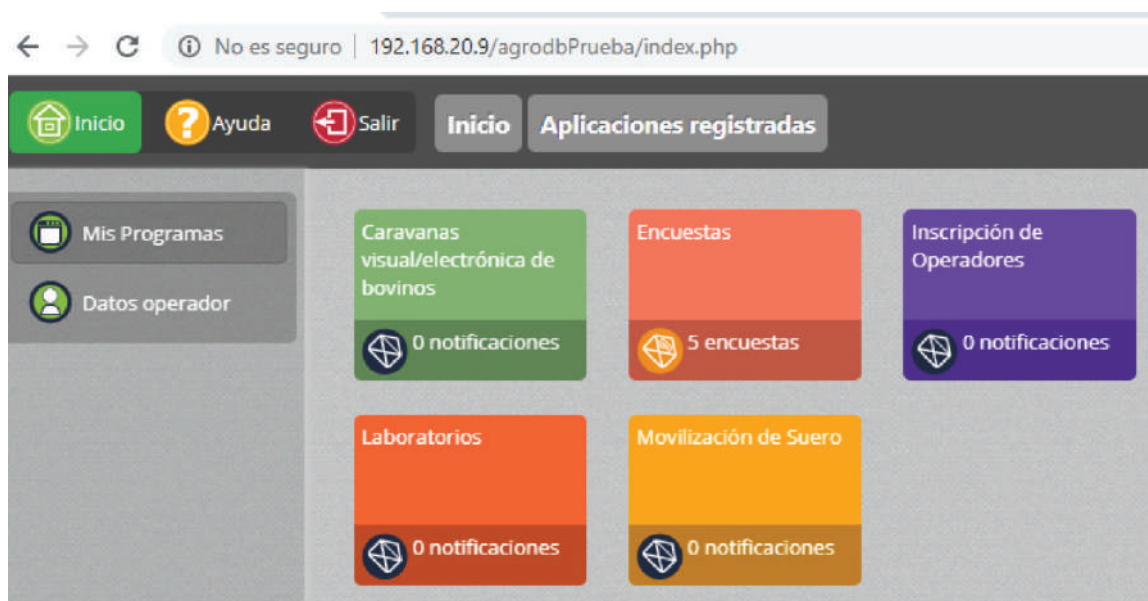 No es seguro | 192.168.20.9/agrodbPrueba/index.php
Inicio Ayuda Salir Inicio Aplicaciones registradas
Mis Programas
Datos operador
Caravanas
visual/electrónica de
bovinos
0 notificaciones
Encuestas
5 encuestas
Inscripción de
Operadores
0 notificaciones
Laboratorios
0 notificaciones
Movilización de Suero
0 notificaciones